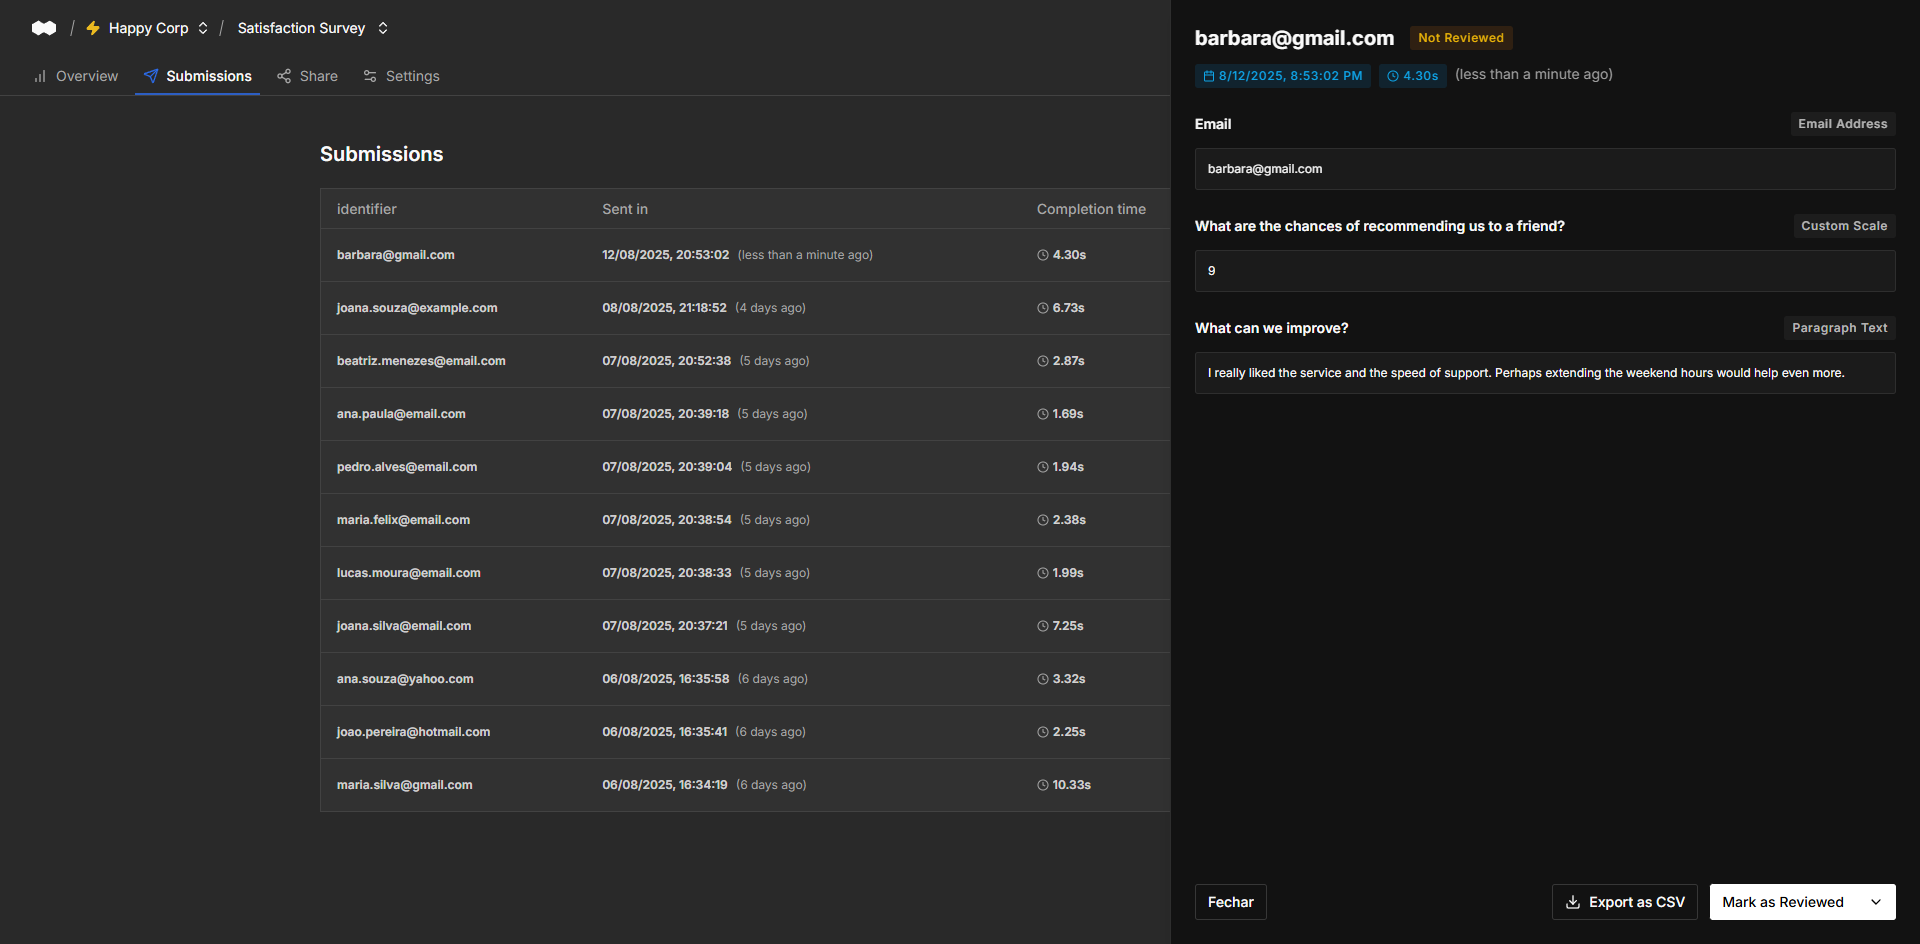 / Happy Corp / Satisfaction Survey
Overview Submissions Share Settings
Submissions
identifier Sent in Completion time
barbara@gmail.com 12/08/2025, 20:53:02 (less than a minute ago) 4.30s
joana.souza@example.com 08/08/2025, 21:18:52 (4 days ago) 6.73s
beatriz.menezes@email.com 07/08/2025, 20:52:38 (5 days ago) 2.87s
ana.paula@email.com 07/08/2025, 20:39:18 (5 days ago) 1.69s
pedro.alves@email.com 07/08/2025, 20:39:04 (5 days ago) 1.94s
maria.felix@email.com 07/08/2025, 20:38:54 (5 days ago) 2.38s
lucas.moura@email.com 07/08/2025, 20:38:33 (5 days ago) 1.99s
joana.silva@email.com 07/08/2025, 20:37:21 (5 days ago) 7.25s
ana.souza@yahoo.com 06/08/2025, 16:35:58 (6 days ago) 3.32s
joao.pereira@hotmail.com 06/08/2025, 16:35:41 (6 days ago) 2.25s
maria.silva@gmail.com 06/08/2025, 16:34:19 (6 days ago) 10.33s
barbara@gmail.com Not Reviewed
8/12/2025, 8:53:02 PM 4.30s (less than a minute ago)
Email Email Address
barbara@gmail.com
What are the chances of recommending us to a friend? Custom Scale
9
What can we improve? Paragraph Text
I really liked the service and the speed of support. Perhaps extending the weekend hours would help even more.
Fechar Export as CSV Mark as Reviewed